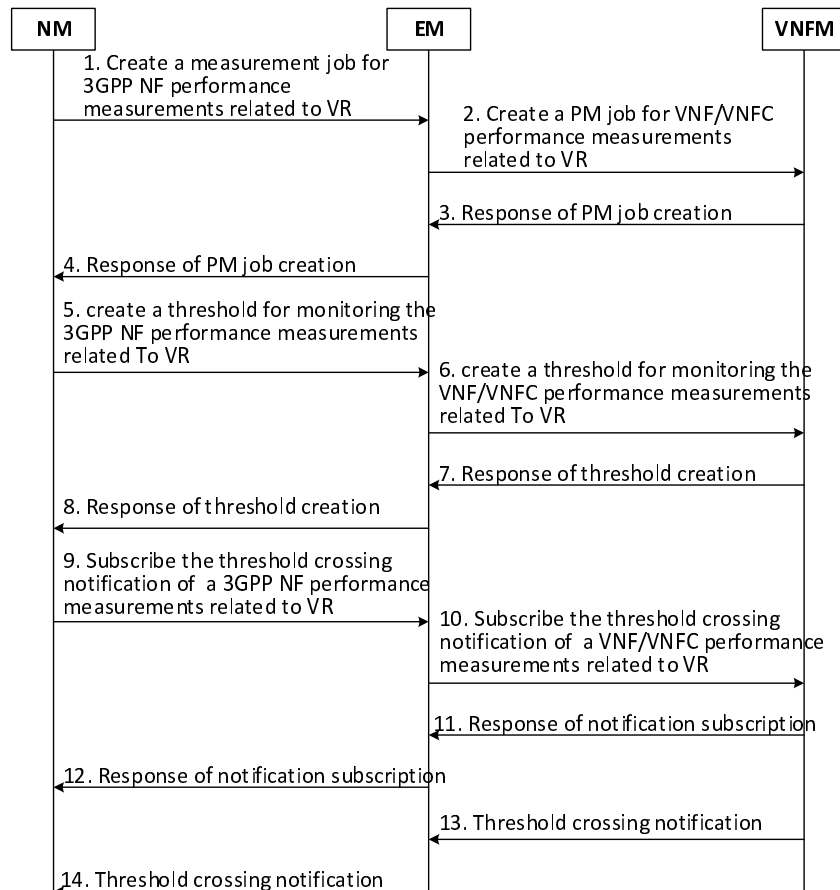 NM
EM
VNFM
1. Create a measurement job for
3GPP NF performance
measurements related to VR
2. Create a PM job for VNF/VNFC
performance measurements
related to VR
3. Response of PM job creation
4. Response of PM job creation
5. create a threshold for monitoring the
3GPP NF performance measurements
related To VR
6. create a threshold for monitoring the
VNF/VNFC performance measurements
related To VR
7. Response of threshold creation
8. Response of threshold creation
9. Subscribe the threshold crossing
notification of a 3GPP NF performance
measurements related to VR
10. Subscribe the threshold crossing
notification of a VNF/VNFC performance
measurements related to VR
11. Response of notification subscription
12. Response of notification subscription
13. Threshold crossing notification
14. Threshold crossing notification